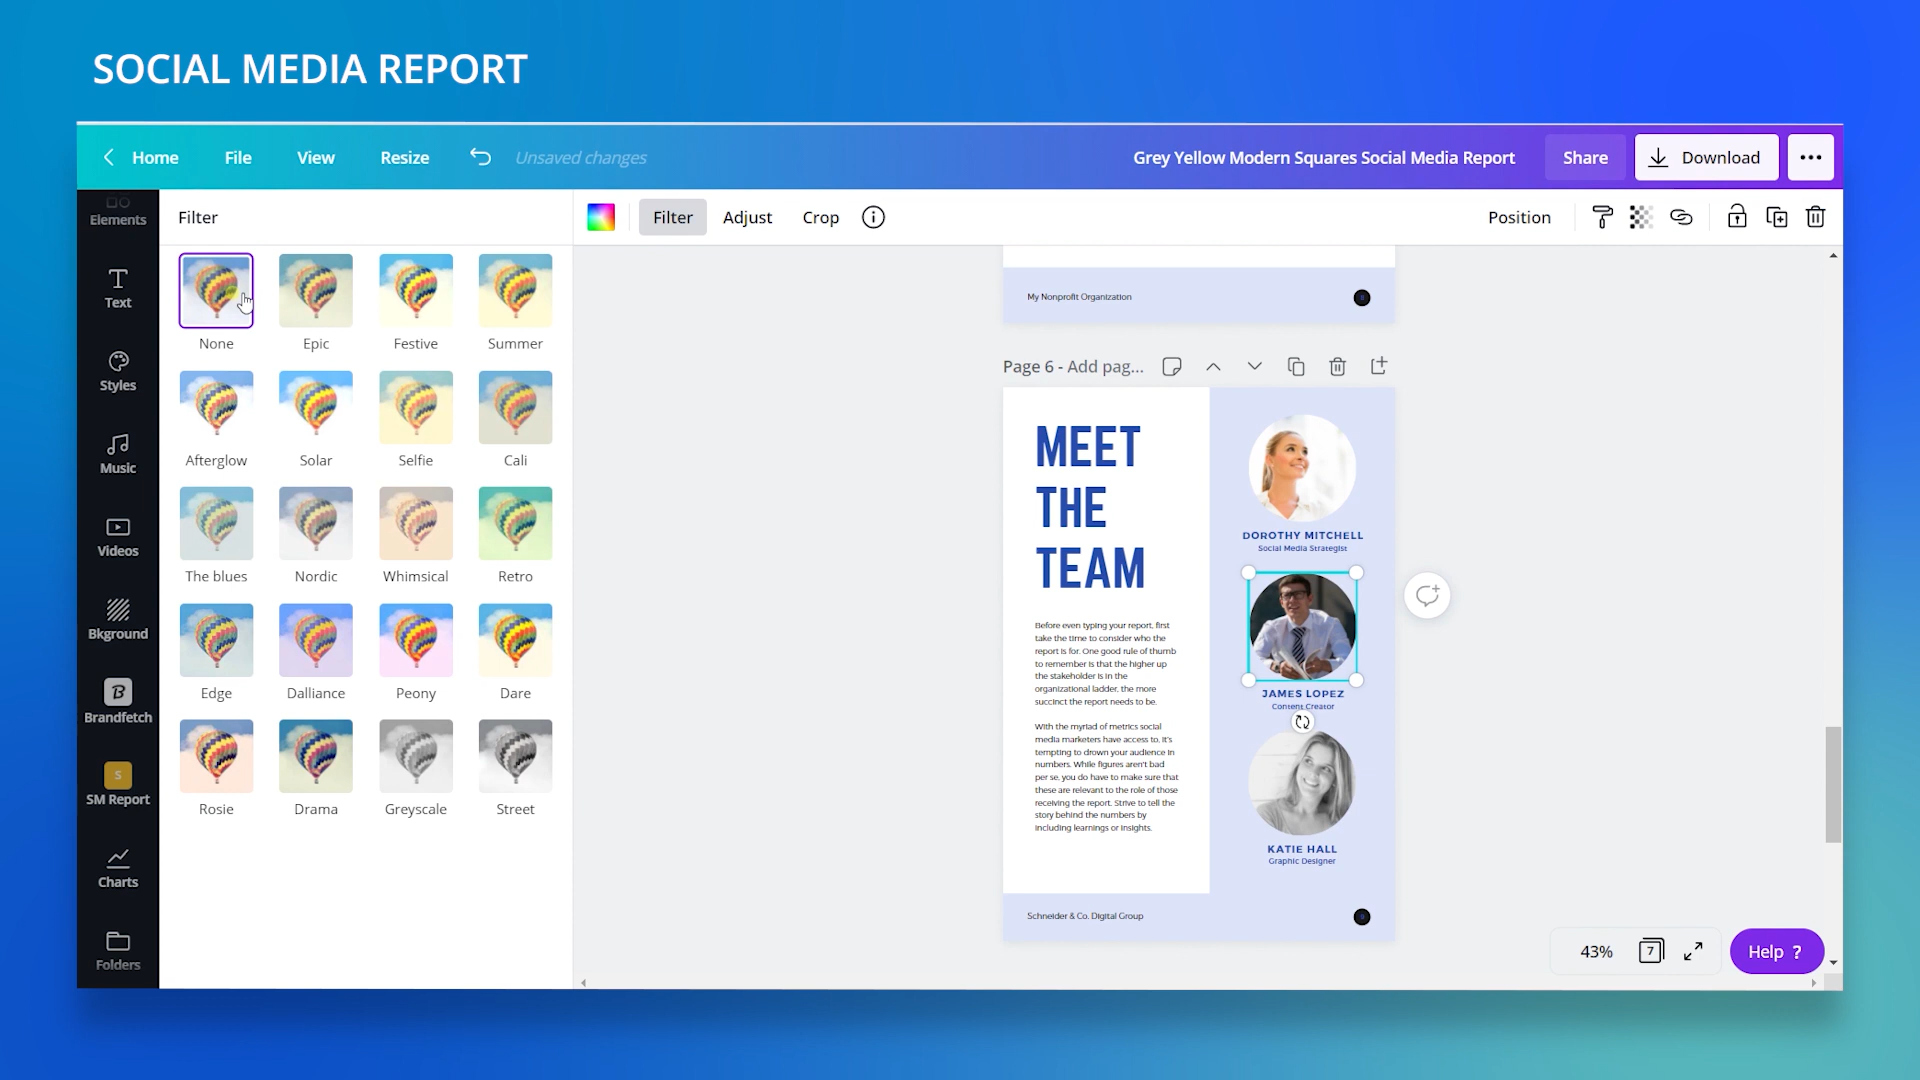 SOCIAL MEDIA REPORT
Home File View Resize Unsaved changes Grey Yellow Modern Squares Social Media Report Share Download
Elements
Text
Styles
Music
Videos
Bkground
Brandfetch
S
SM Report
Charts
Folders
Filter
None Epic Festive Summer
Afterglow Solar Selfie Cali
The blues Nordic Whimsical Retro
Edge Dalliance Peony Dare
Rosie Drama Greyscale Street
Filter Adjust Crop Position
My Nonprofit Organization
Page 6 - Add pag...
MEET
THE
TEAM
Before even typing your report, first
take the time to consider who the
report is for. One good rule of thumb
to remember is that the higher up
the stakeholder is in the
organizational ladder, the more
succinct the report needs to be.
With the myriad of metrics social
media marketers have access to, it's
tempting to drown your audience in
numbers. While figures aren't bad
per se, you do have to make sure that
these are relevant to the role of those
receiving the report. Strive to tell the
story behind the numbers by
including learnings or insights.
DOROTHY MITCHELL
Social Media Strategist
JAMES LOPEZ
Content Creator
KATIE HALL
Graphic Designer
Schneider & Co. Digital Group
43% 7 Help ?